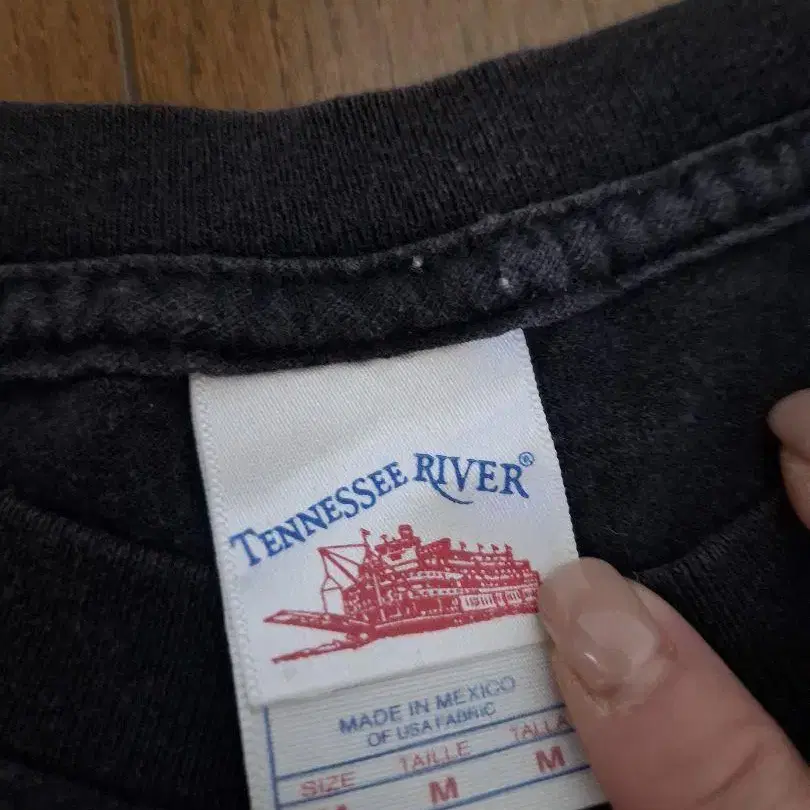 TENNESSEE RIVER®
MADE IN MEXICO
OF USA FABRIC
SIZE TAILLE TALLA
M M M